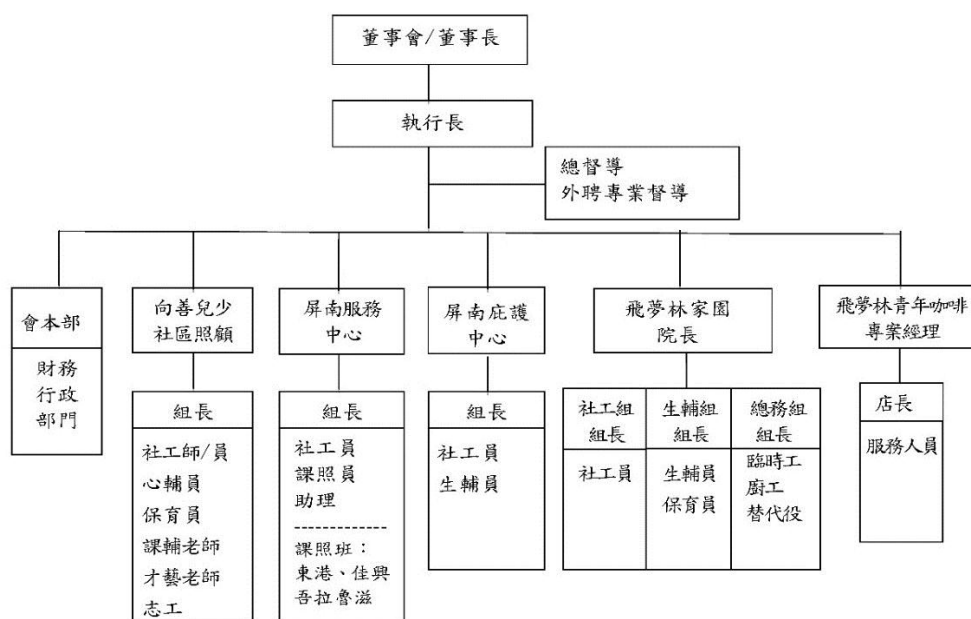 董事會/董事長
執行長
總督導
外聘專業督導
會本部
財務
行政
部門
向善兒少
社區照顧
組長
社工師/員
心輔員
保育員
課輔老師
才藝老師
志工
屏南服務
中心
組長
社工員
課照員
助理
------------
課照班：
東港、佳興
吾拉魯滋
屏南庇護
中心
組長
社工員
生輔員
飛夢林家園
院長
社工組
組長
社工員
生輔組
組長
生輔員
保育員
總務組
組長
臨時工
廚工
替代役
飛夢林青年咖啡
專案經理
店長
服務人員